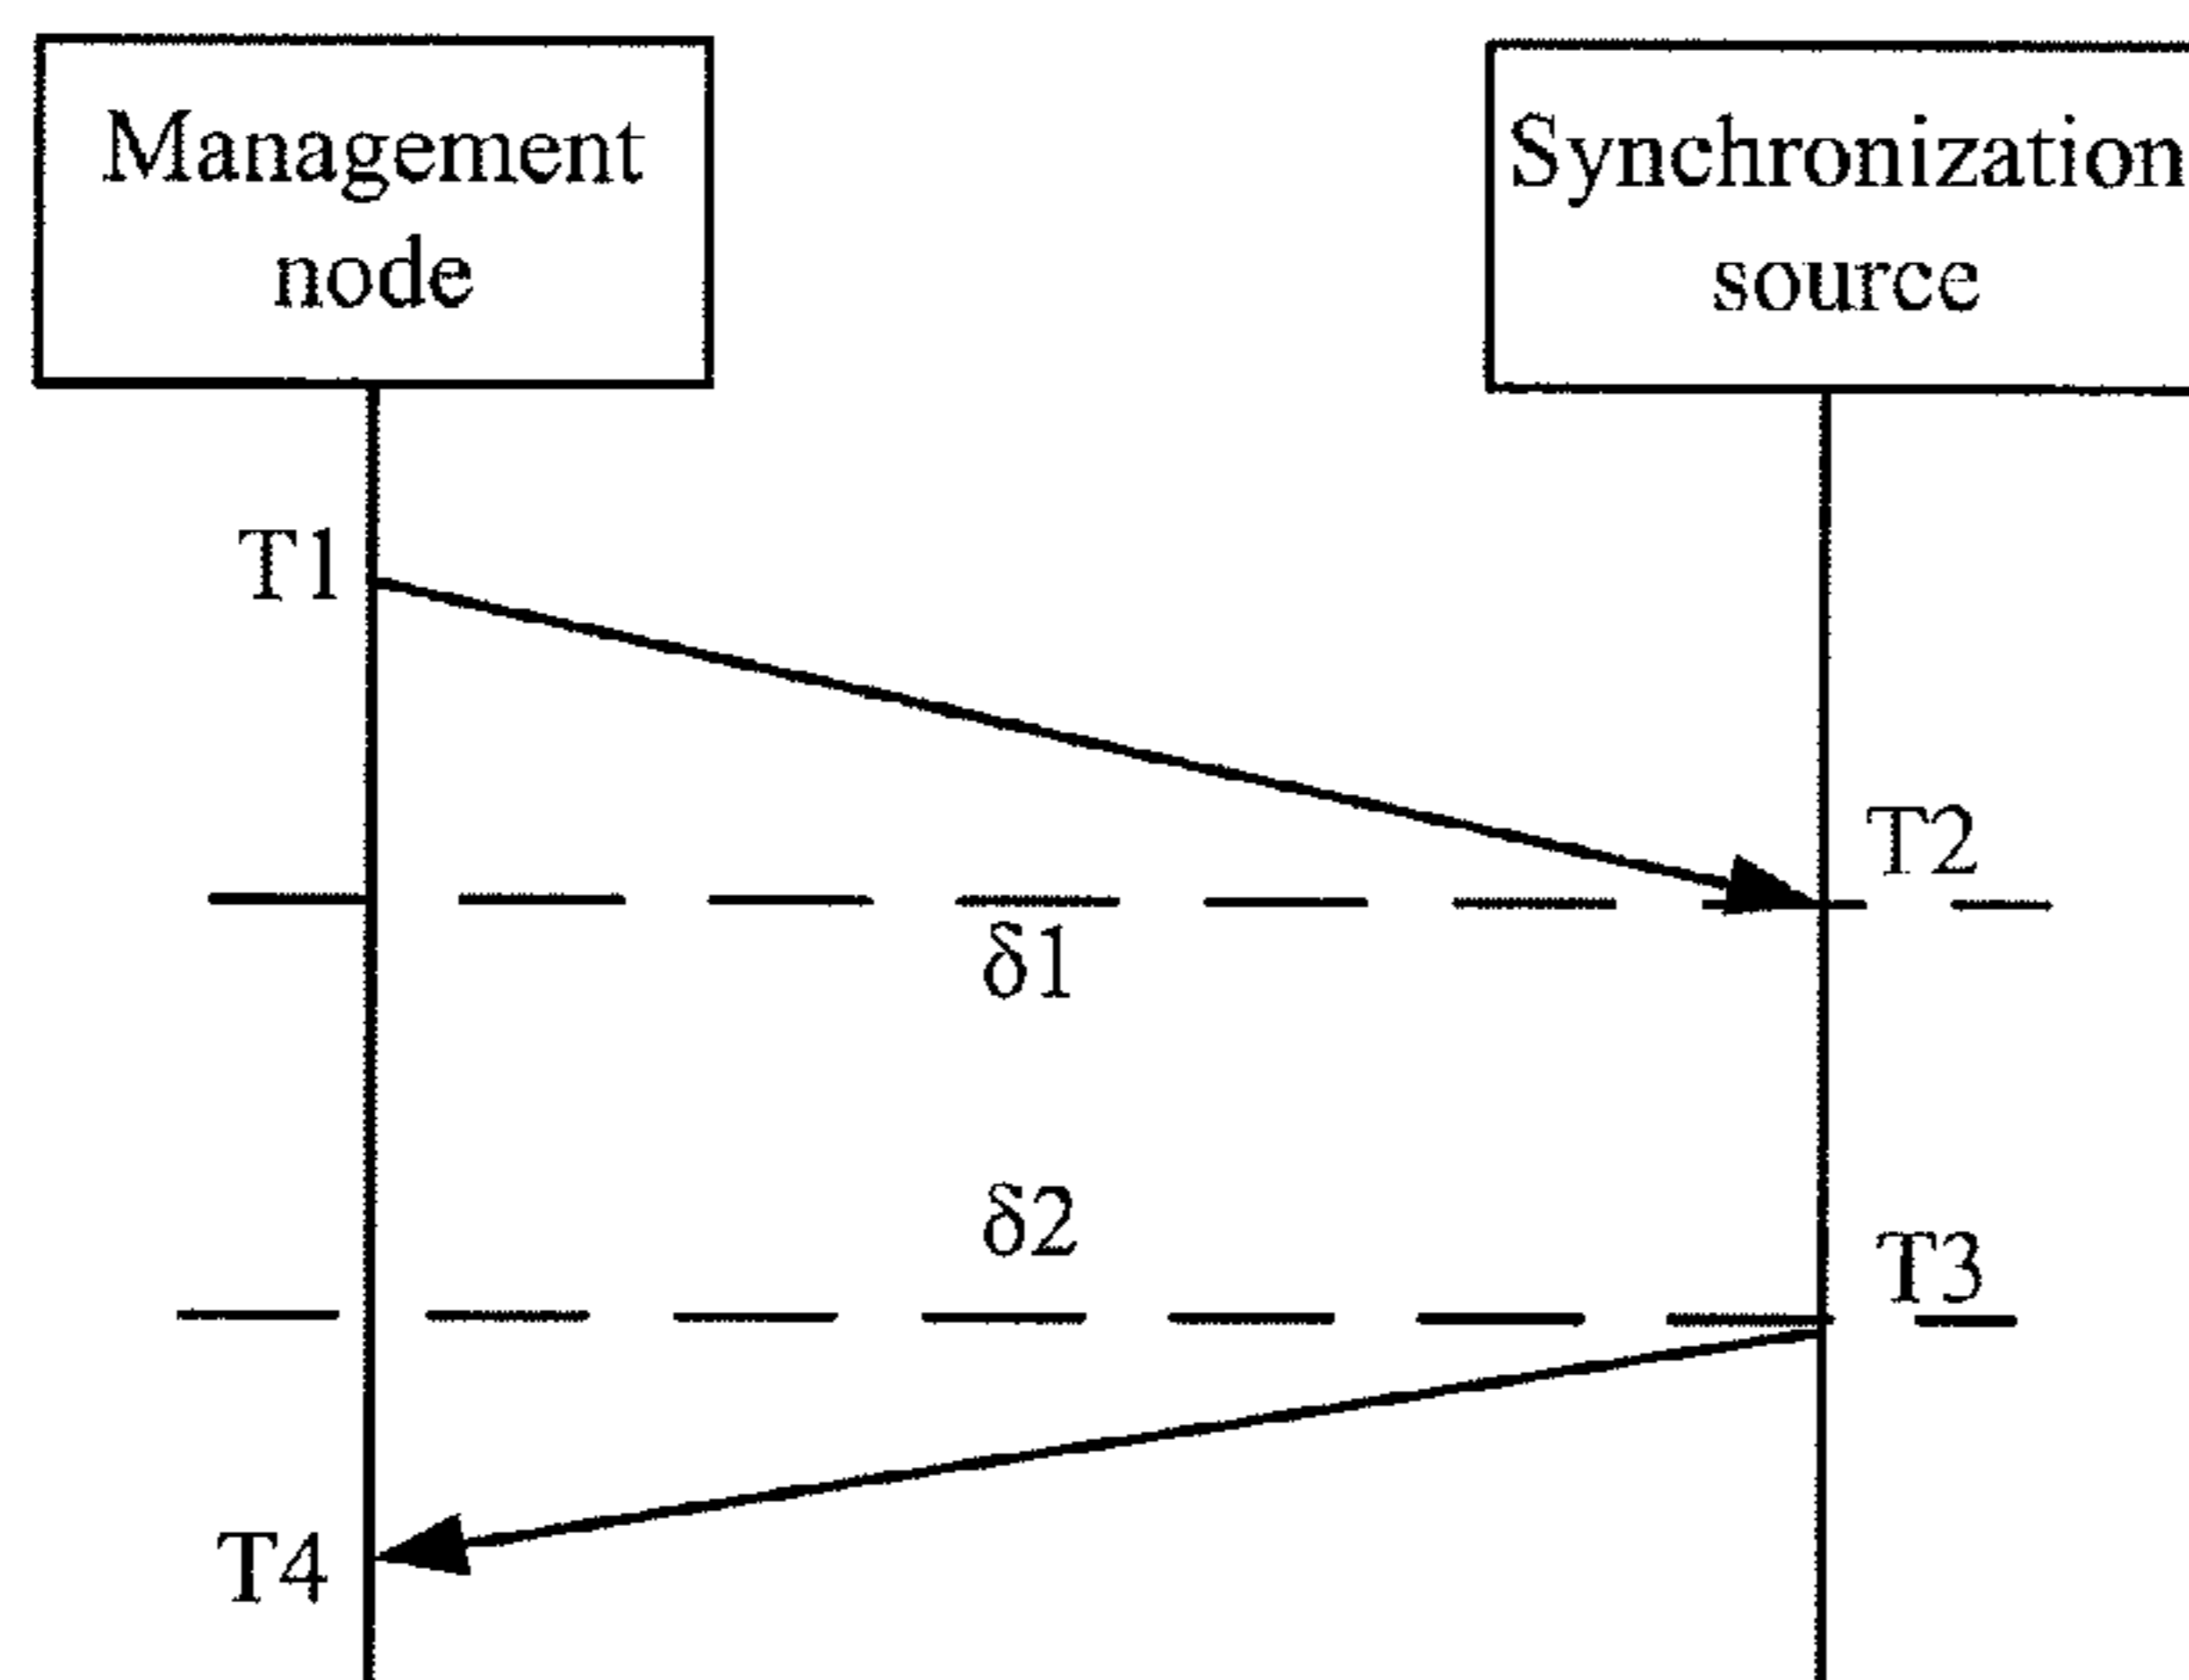 Management
node
Synchronization
source
T1
T2
δ1
δ2
T3
T4